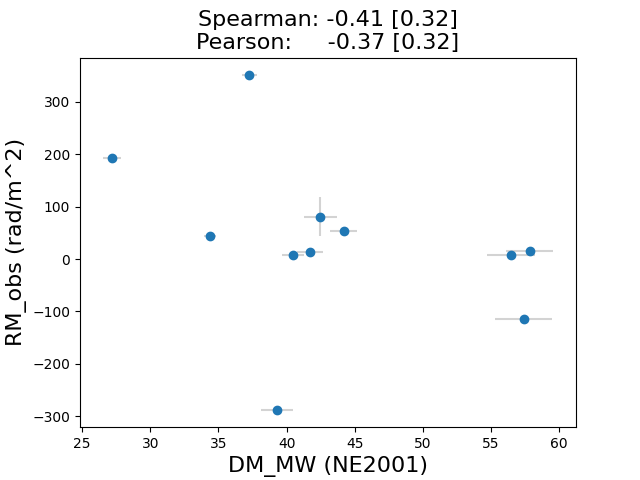 Spearman: -0.41 [0.32]
Pearson: -0.37 [0.32]
RM_obs (rad/m^2)
300
200
100
0
−100
−200
−300
25 30 35 40 45 50 55 60
DM_MW (NE2001)